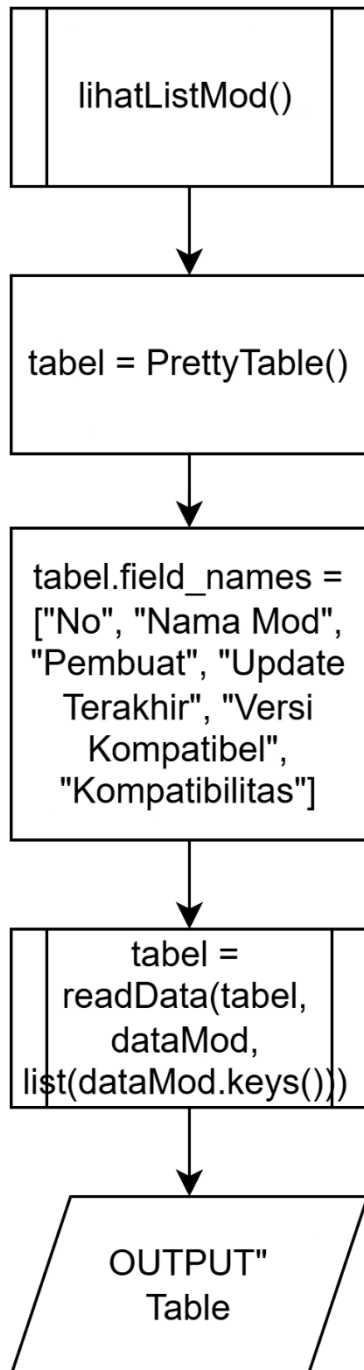 lihatListMod()
tabel = PrettyTable()
tabel.field_names =
["No", "Nama Mod",
"Pembuat", "Update
Terakhir", "Versi
Kompatibel",
"Kompatibilitas"]
tabel =
readData(tabel,
dataMod,
list(dataMod.keys()))
OUTPUT"
Table